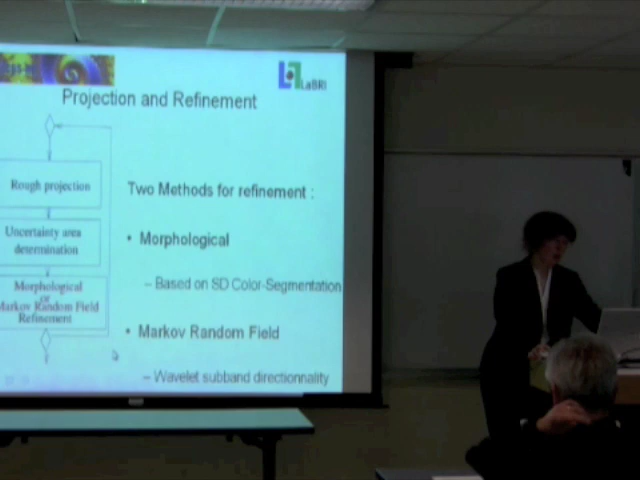 LaBRI
Projection and Refinement
Rough projection
Uncertainty area
determination
Morphological
or
Markov Random Field
Refinement
Two Methods for refinement :
• Morphological
– Based on SD Color-Segmentation
• Markov Random Field
– Wavelet subband directionnality